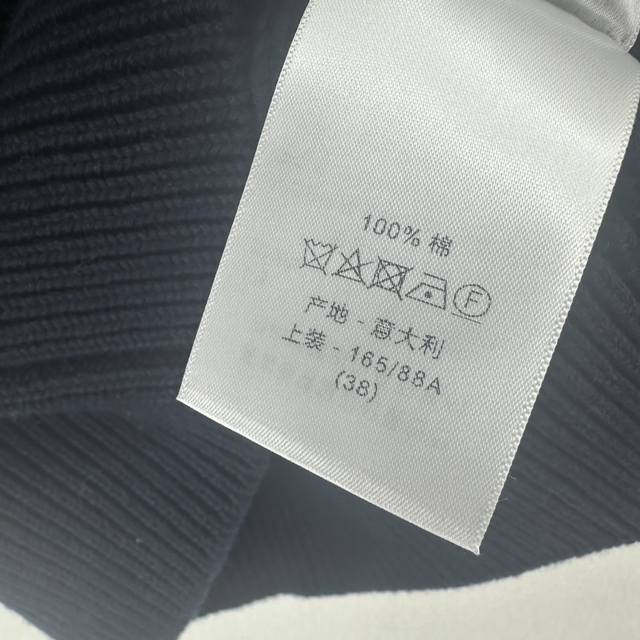 100% 棉
F
产地 - 意大利
上装 - 165/88A
(38)